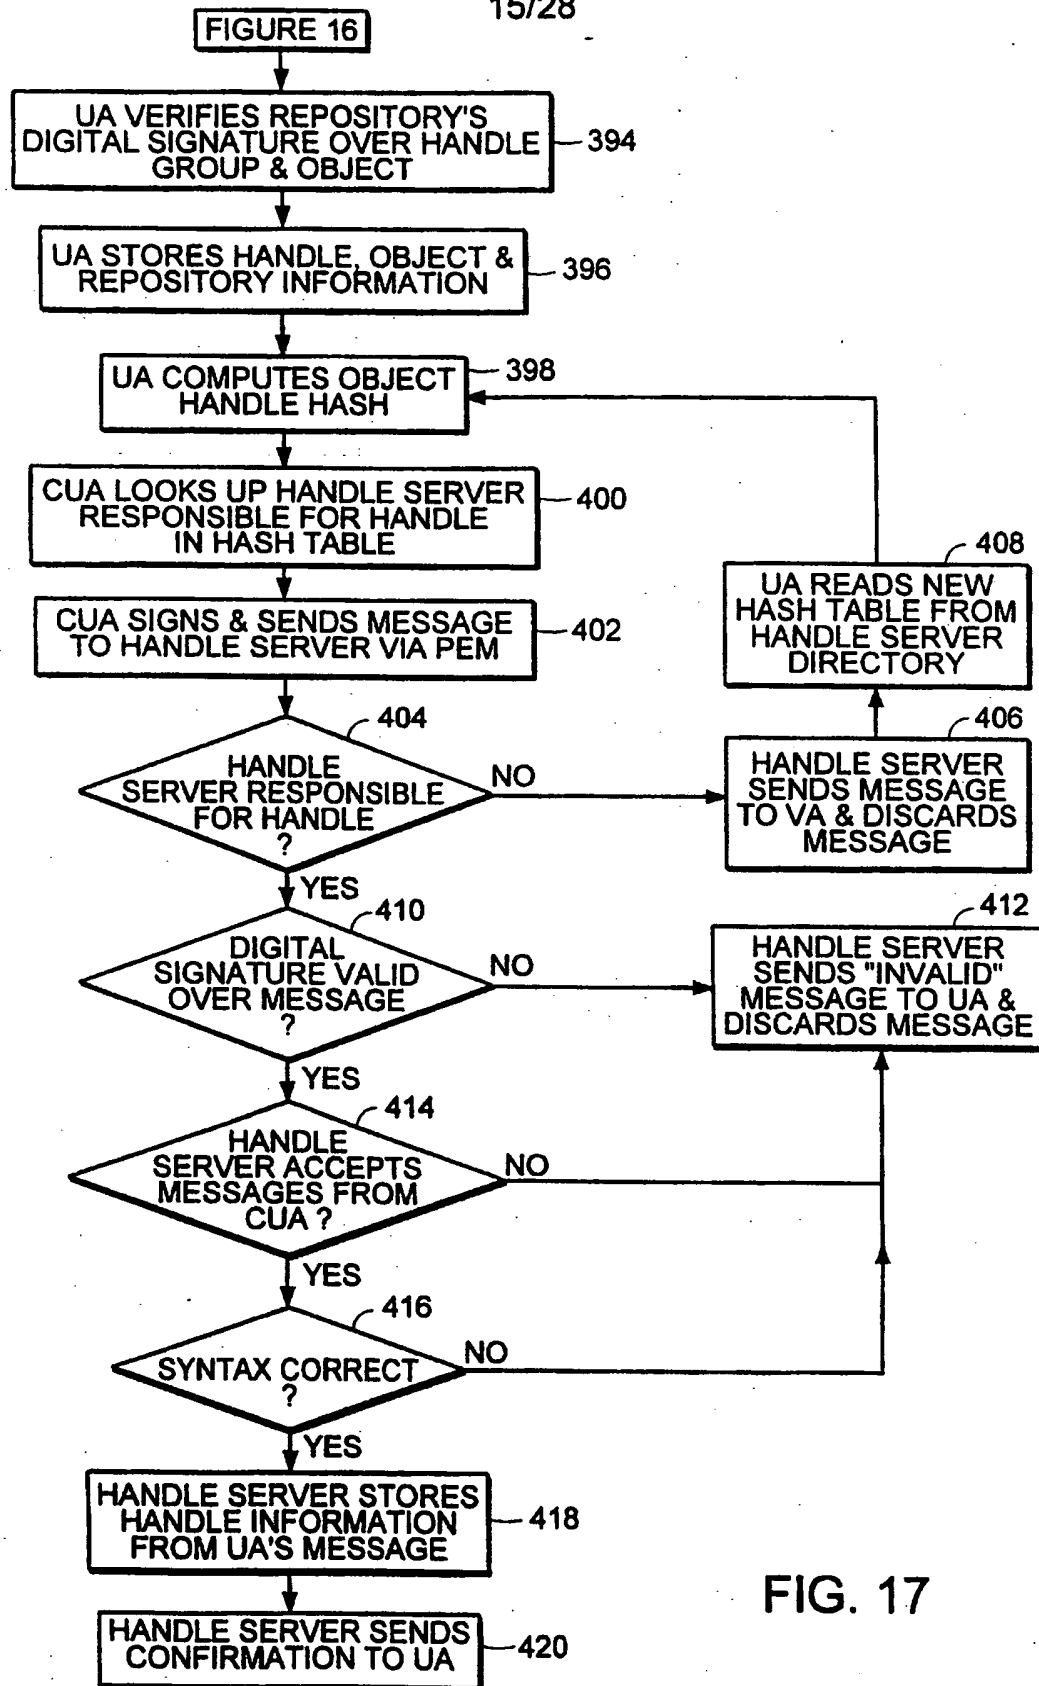 15/28
FIGURE 16
UA VERIFIES REPOSITORY'S
DIGITAL SIGNATURE OVER HANDLE
GROUP & OBJECT
394
UA STORES HANDLE, OBJECT &
REPOSITORY INFORMATION
396
UA COMPUTES OBJECT
HANDLE HASH
398
CUA LOOKS UP HANDLE SERVER
RESPONSIBLE FOR HANDLE
IN HASH TABLE
400
CUA SIGNS & SENDS MESSAGE
TO HANDLE SERVER VIA PEM
402
408
UA READS NEW
HASH TABLE FROM
HANDLE SERVER
DIRECTORY
404
HANDLE
SERVER RESPONSIBLE
FOR HANDLE
?
NO
406
HANDLE SERVER
SENDS MESSAGE
TO VA & DISCARDS
MESSAGE
YES
410
DIGITAL
SIGNATURE VALID
OVER MESSAGE
?
NO
412
HANDLE SERVER
SENDS "INVALID"
MESSAGE TO UA &
DISCARDS MESSAGE
YES
414
HANDLE
SERVER ACCEPTS
MESSAGES FROM
CUA ?
NO
YES
416
SYNTAX CORRECT
?
NO
YES
HANDLE SERVER STORES
HANDLE INFORMATION
FROM UA'S MESSAGE
418
HANDLE SERVER SENDS
CONFIRMATION TO UA
420
FIG. 17